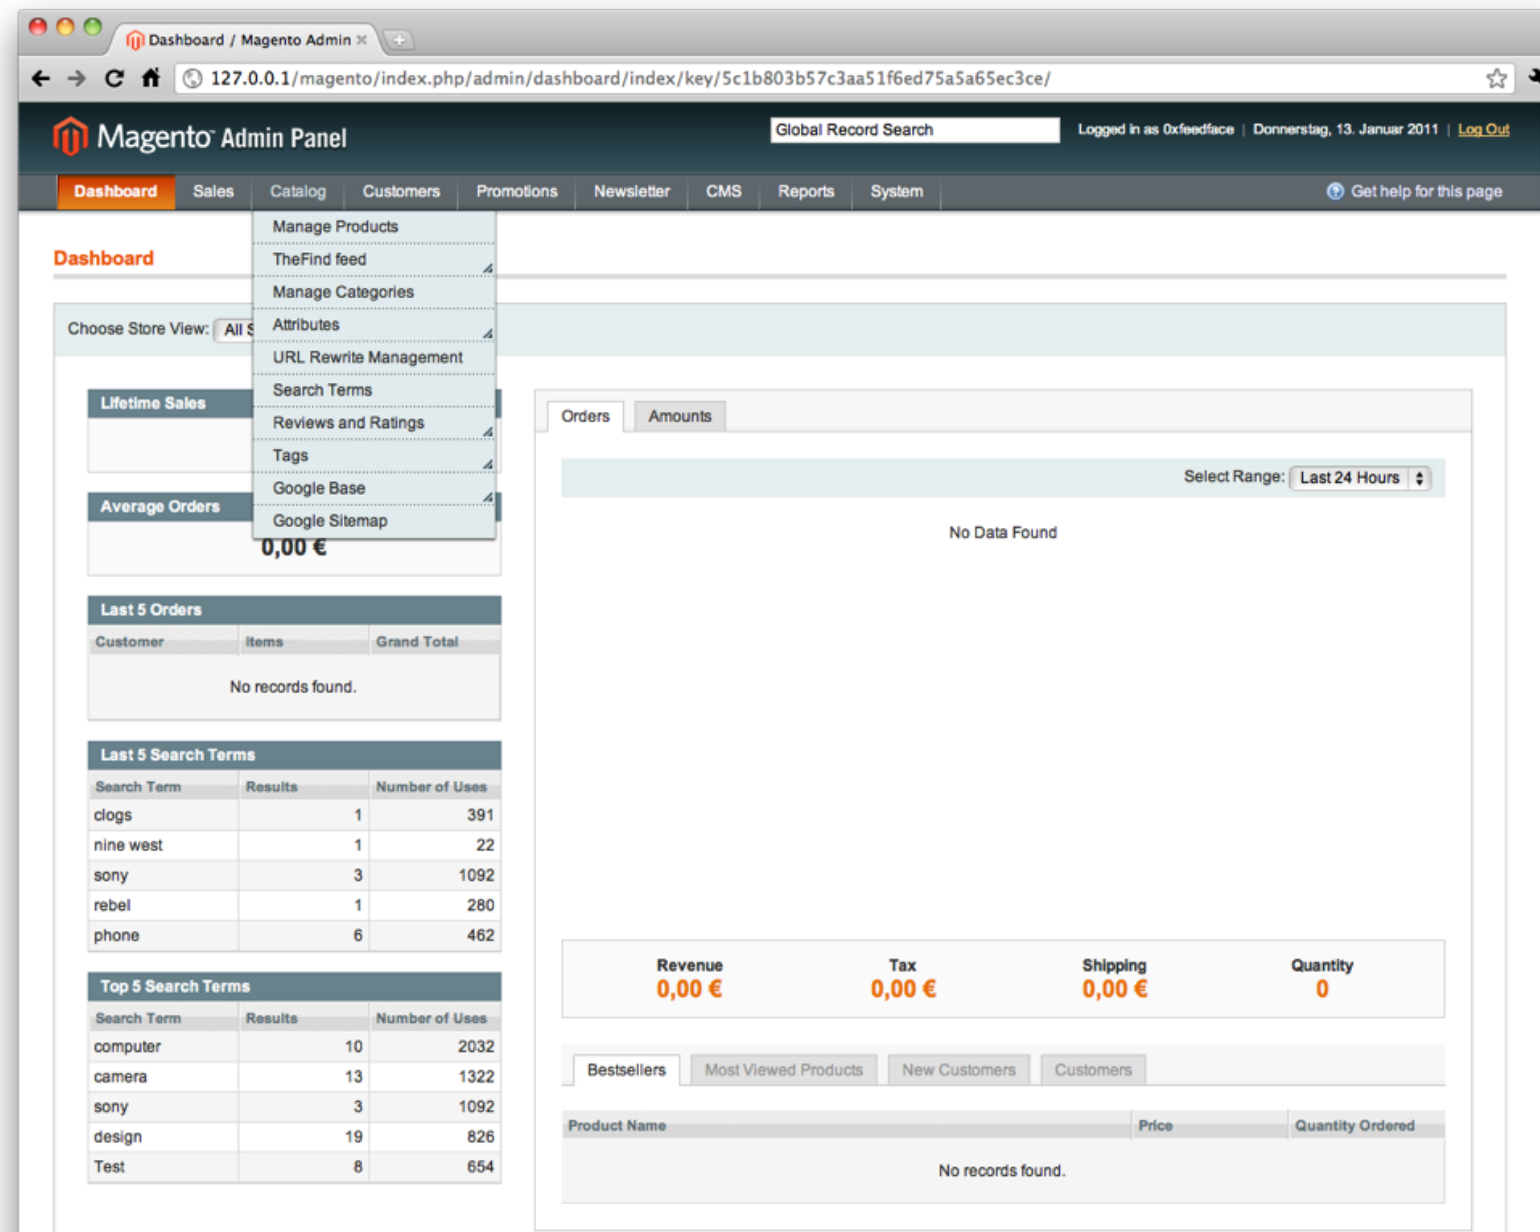 Dashboard / Magento Admin
127.0.0.1/magento/index.php/admin/dashboard/index/key/5c1b803b57c3aa51f6ed75a5a65ec3ce/
Magento Admin Panel
Global Record Search
Logged in as 0xfeedface | Donnerstag, 13. Januar 2011 | Log Out
Dashboard Sales Catalog Customers Promotions Newsletter CMS Reports System
Get help for this page
Manage Products
TheFind feed
Manage Categories
Attributes
URL Rewrite Management
Search Terms
Reviews and Ratings
Tags
Google Base
Google Sitemap
Dashboard
Choose Store View: All S
Lifetime Sales
Average Orders
0,00 €
Last 5 Orders
Customer Items Grand Total
No records found.
Last 5 Search Terms
Search Term Results Number of Uses
clogs 1 391
nine west 1 22
sony 3 1092
rebel 1 280
phone 6 462
Top 5 Search Terms
Search Term Results Number of Uses
computer 10 2032
camera 13 1322
sony 3 1092
design 19 826
Test 8 654
Orders Amounts
Select Range: Last 24 Hours
No Data Found
Revenue Tax Shipping Quantity
0,00 € 0,00 € 0,00 € 0
Bestsellers Most Viewed Products New Customers Customers
Product Name Price Quantity Ordered
No records found.